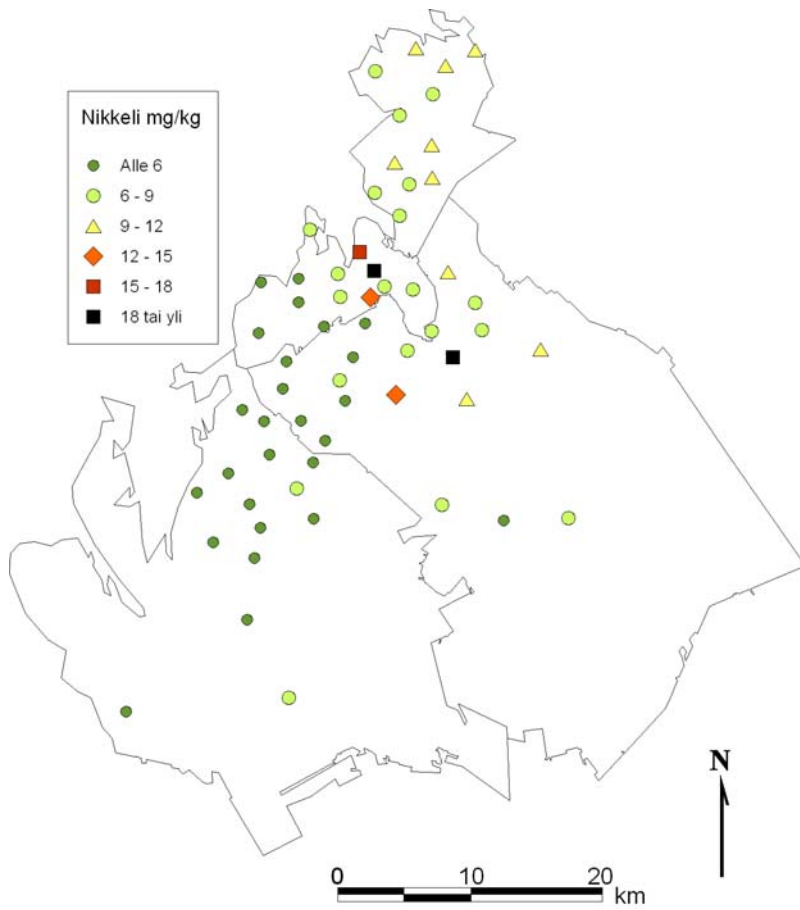 Nikkeli mg/kg
Alle 6
6 - 9
9 - 12
12 - 15
15 - 18
18 tai yli
N
0 10 20
km